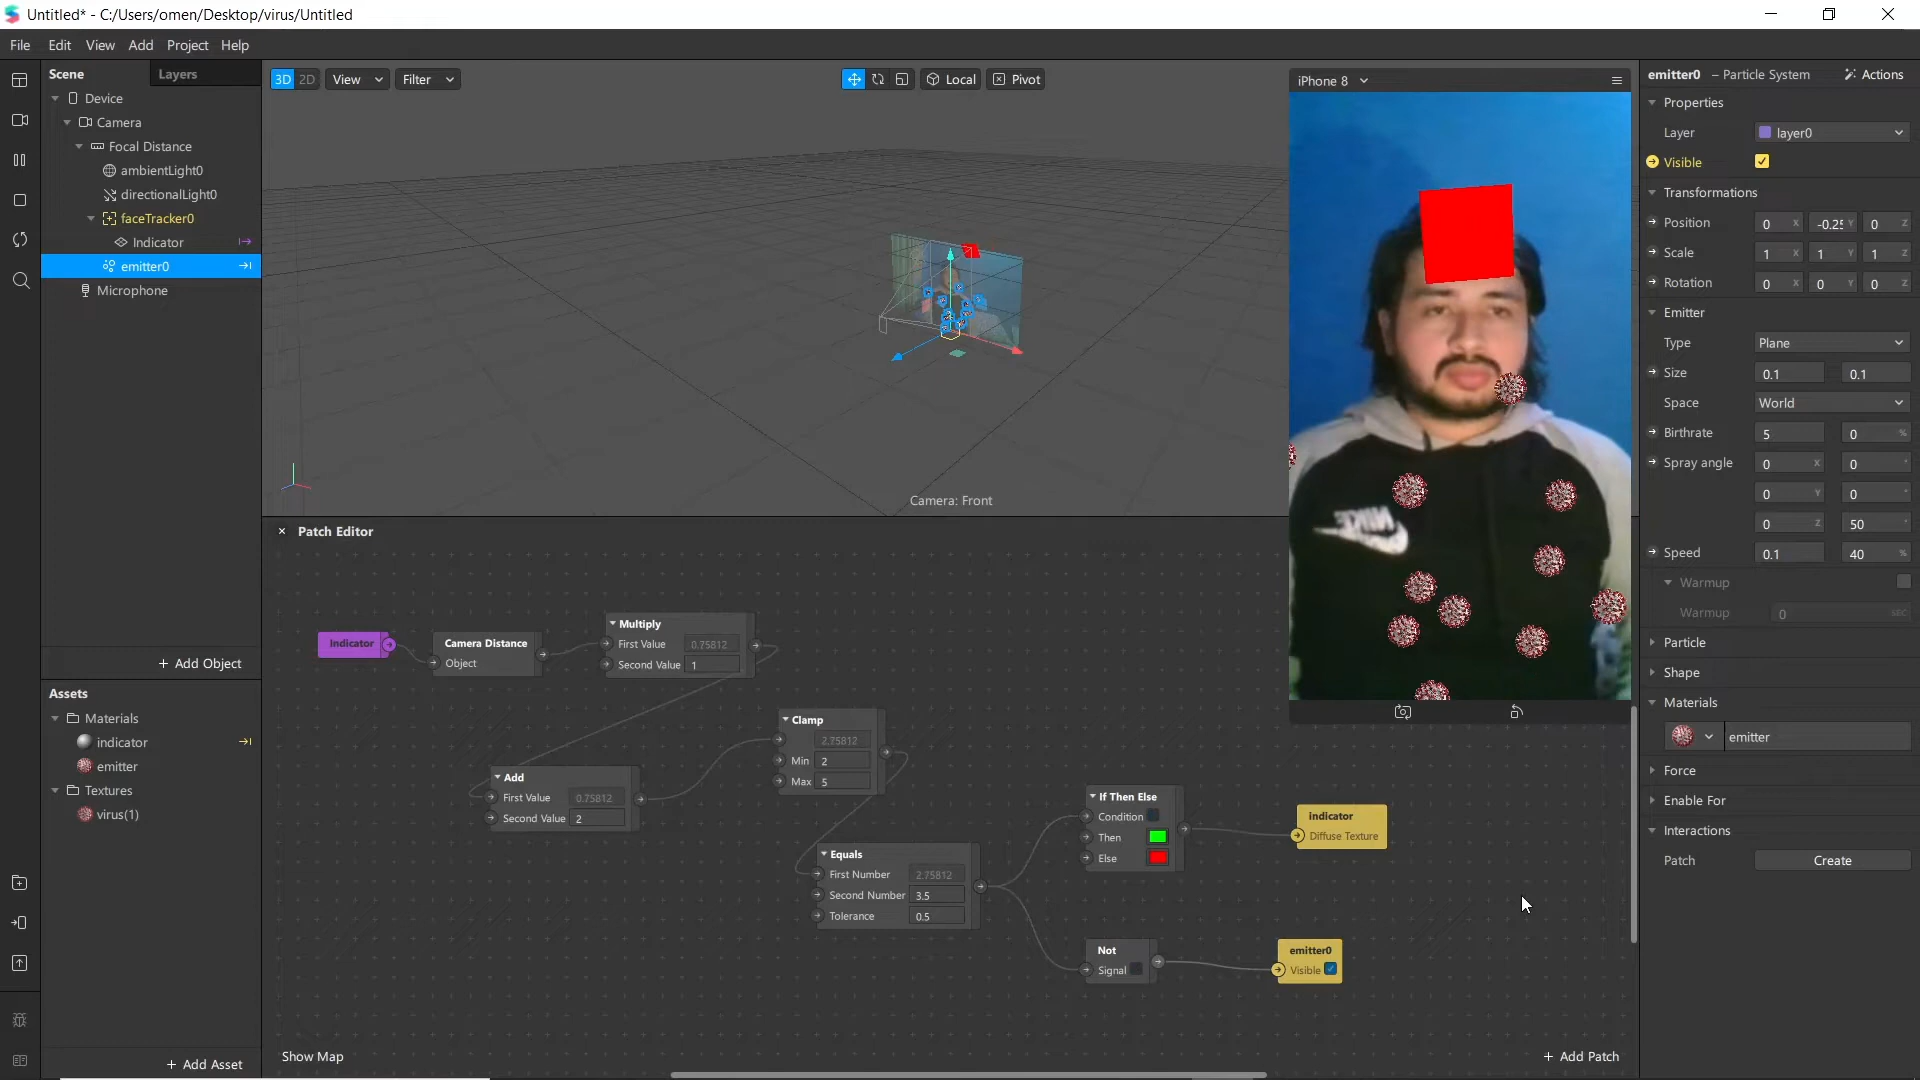 Untitled* - C:/Users/omen/Desktop/virus/Untitled
File Edit View Add Project Help
Scene Layers
Device
Camera
Focal Distance
ambientLight0
directionalLight0
faceTracker0
Indicator
emitter0
Microphone
+ Add Object
Assets
Materials
indicator
emitter
Textures
virus(1)
+ Add Asset
3D 2D View Filter
Local Pivot
Camera: Front
iPhone 8
NIKE
× Patch Editor
Indicator
Camera Distance
Object
Multiply
First Value 0.75812
Second Value 1
Add
First Value 0.75812
Second Value 2
Clamp
2.75812
Min 2
Max 5
Equals
First Number 2.75812
Second Number 3.5
Tolerance 0.5
If Then Else
Condition
Then
Else
indicator
Diffuse Texture
Not
Signal
emitter0
Visible
Show Map
+ Add Patch
emitter0 – Particle System Actions
Properties
Layer layer0
Visible
Transformations
Position 0 X -0.25 Y 0 Z
Scale 1 X 1 Y 1 Z
Rotation 0 X 0 Y 0 Z
Emitter
Type Plane
Size 0.1 0.1
Space World
Birthrate 5 0 %
Spray angle 0 X 0 °
0 Y 0 °
0 Z 50 °
Speed 0.1 40 %
Warmup
Warmup 0 SEC
Particle
Shape
Materials
emitter
Force
Enable For
Interactions
Patch Create